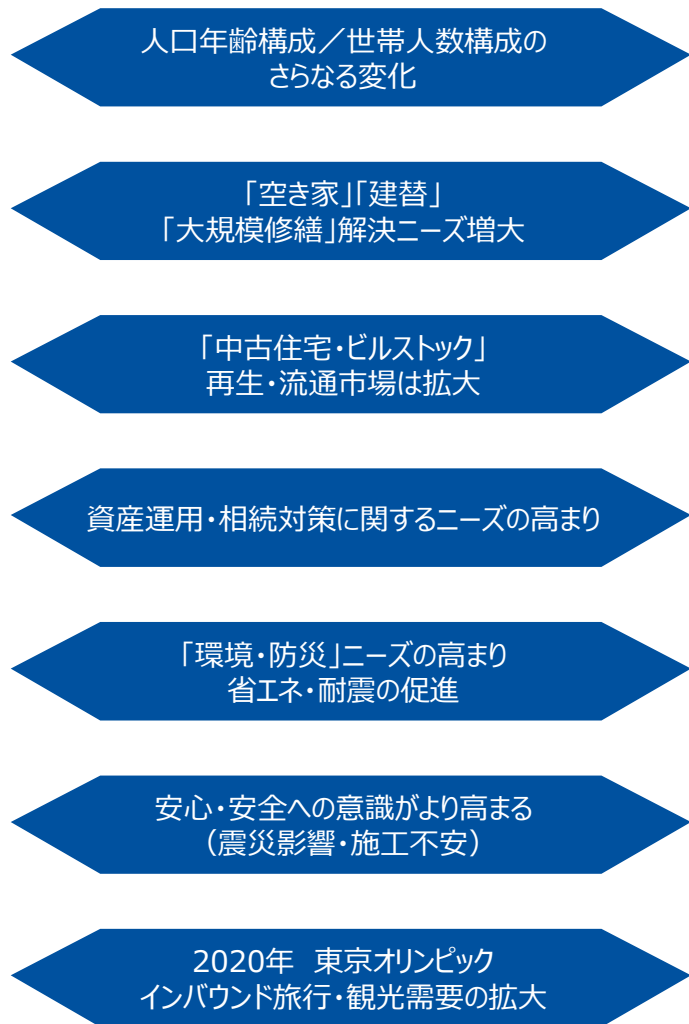 人口年齢構成／世帯人数構成の
さらなる変化
「空き家」「建替」
「大規模修繕」解決ニーズ増大
「中古住宅・ビルストック」
再生・流通市場は拡大
資産運用・相続対策に関するニーズの高まり
「環境・防災」ニーズの高まり
省エネ・耐震の促進
安心・安全への意識がより高まる
（震災影響・施工不安）
2020年　東京オリンピック
インバウンド旅行・観光需要の拡大